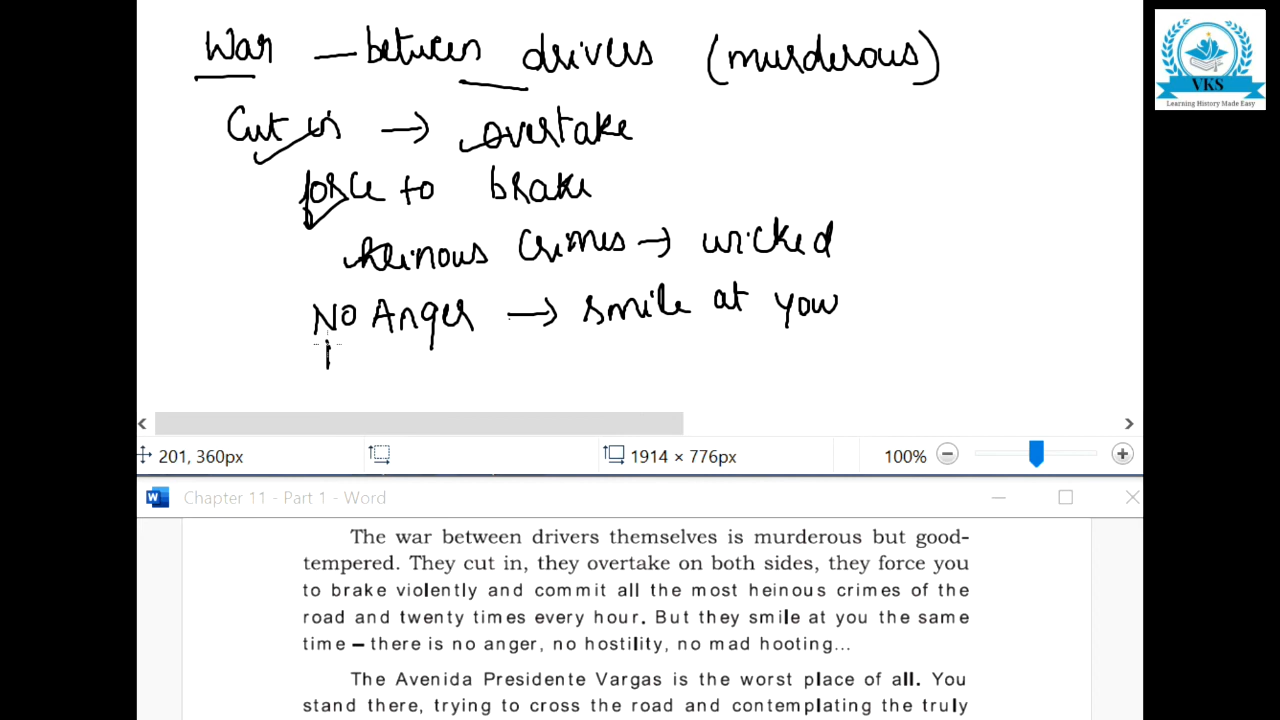 War – between drivers (murderous)
VKS
Learning History Made Easy
Cut in → overtake
force to brake
heinous crimes → wicked
No Anger → smile at you
201, 360px
1914 × 776px
100%
Chapter 11 - Part 1 - Word
The war between drivers themselves is murderous but good-
tempered. They cut in, they overtake on both sides, they force you
to brake violently and commit all the most heinous crimes of the
road and twenty times every hour. But they smile at you the same
time – there is no anger, no hostility, no mad hooting...
The Avenida Presidente Vargas is the worst place of all. You
stand there, trying to cross the road and contemplating the truly